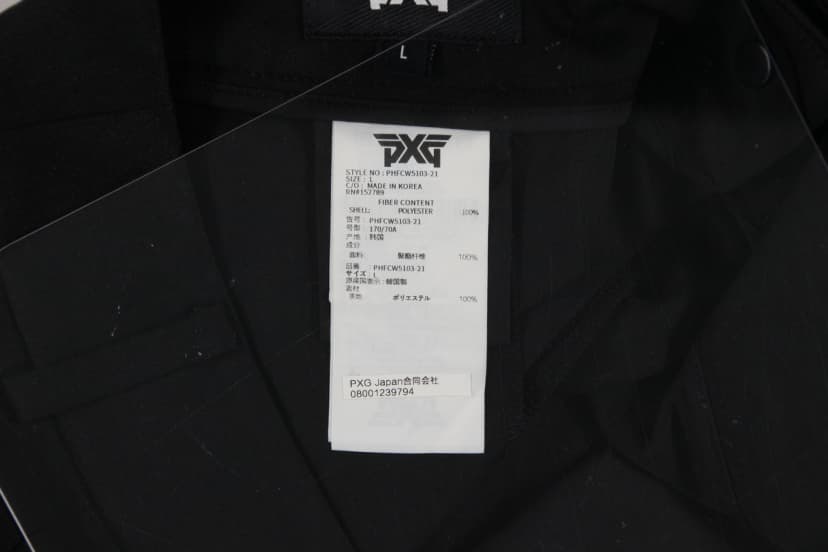 PXG
L
PXG
STYLE NO : PHFCW5103-21
SIZE : L
C/O : MADE IN KOREA
RN#152789
FIBER CONTENT
SHELL: POLYESTER 100%
货号 : PHFCW5103-21
号型 : 170/70A
产地 : 韩国
成分
面料 : 聚酯纤维 100%
品番 : PHFCW5103-21
サイズ : L
原産国表示 : 韓国製
素材
表地 ポリエステル 100%
PXG Japan合同会社
08001239794